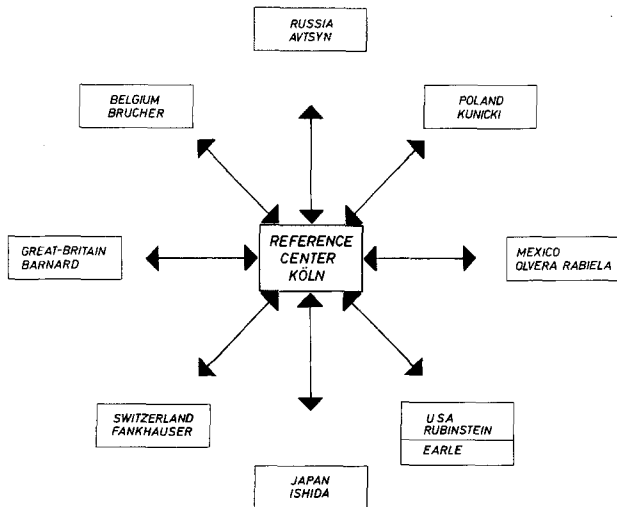 RUSSIA
AVTSYN
BELGIUM
BRUCHER
POLAND
KUNICKI
GREAT-BRITAIN
BARNARD
REFERENCE
CENTER
KÖLN
MEXICO
OLVERA RABIELA
SWITZERLAND
FANKHAUSER
USA
RUBINSTEIN
EARLE
JAPAN
ISHIDA